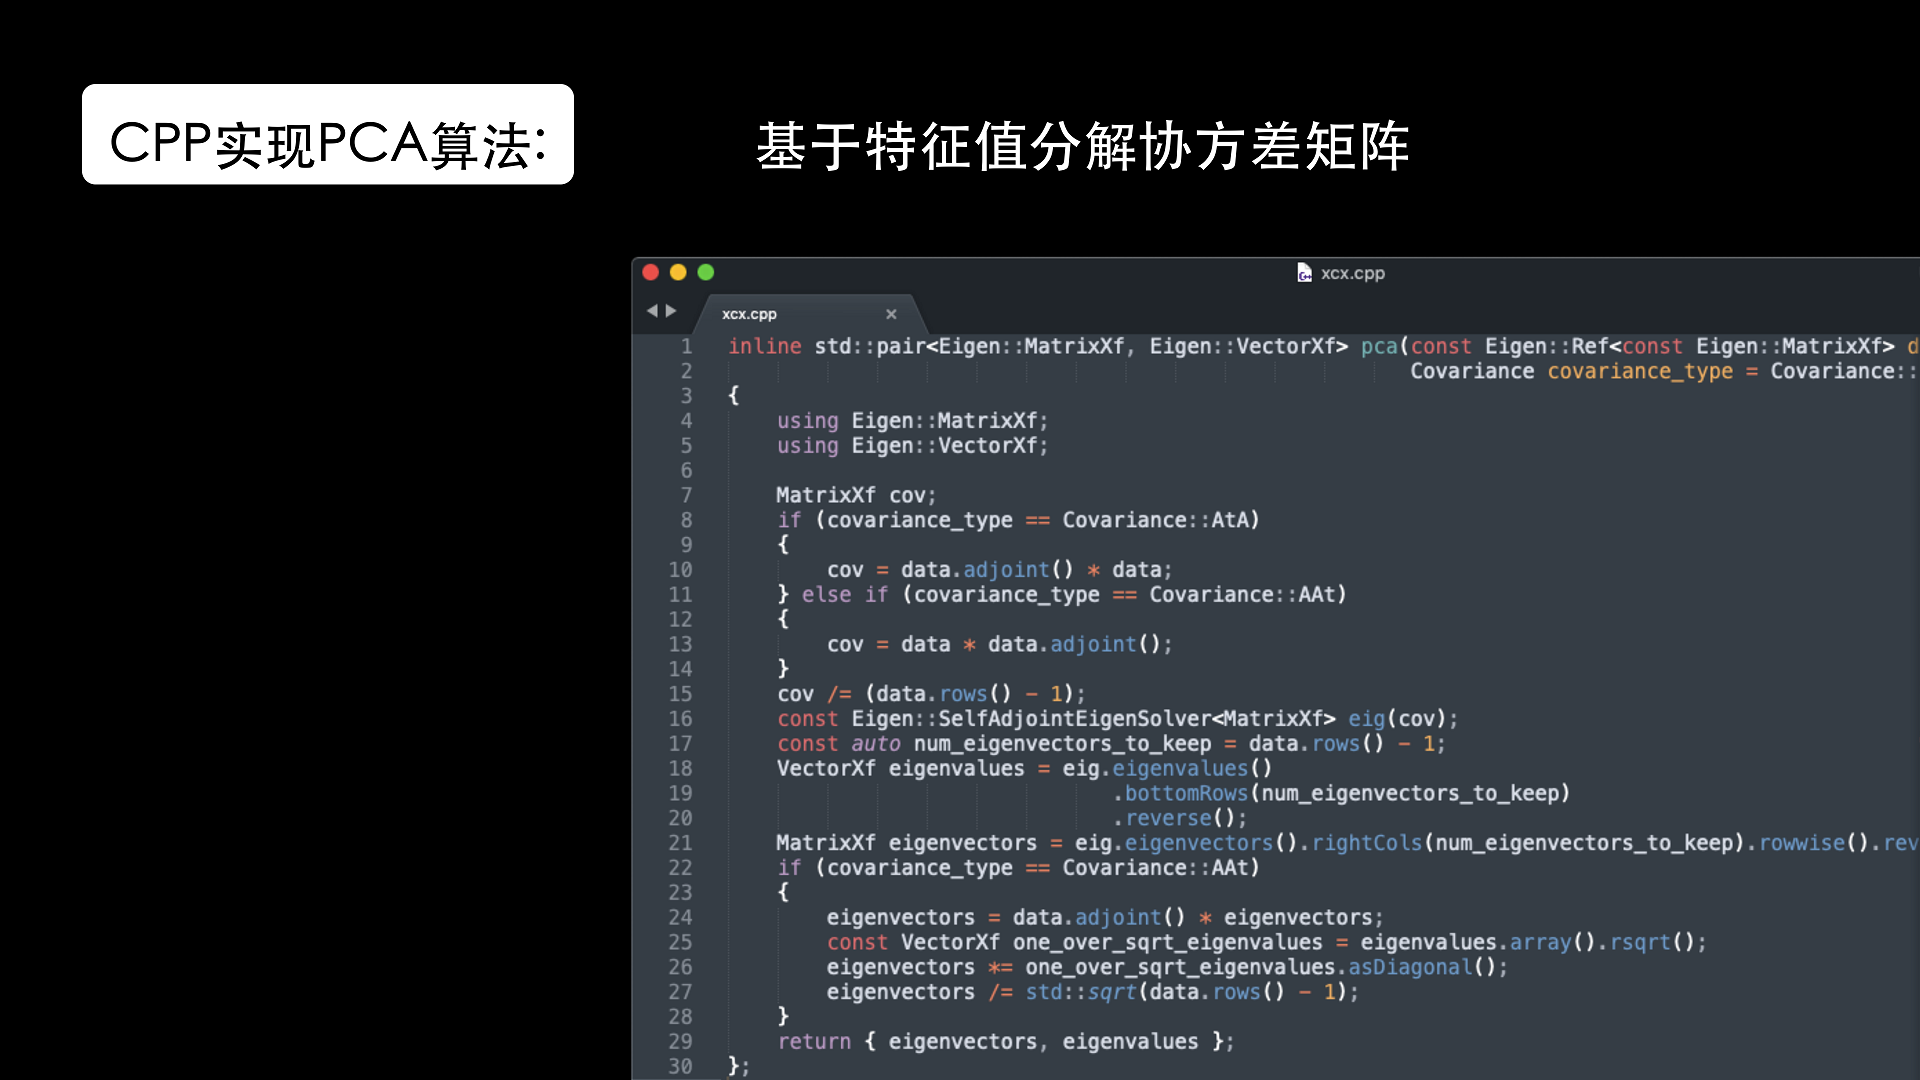 CPP实现PCA算法:
基于特征值分解协方差矩阵
xcx.cpp
xcx.cpp
1 inline std::pair<Eigen::MatrixXf, Eigen::VectorXf> pca(const Eigen::Ref<const Eigen::MatrixXf> d
2 Covariance covariance_type = Covariance::
3 {
4 using Eigen::MatrixXf;
5 using Eigen::VectorXf;
6
7 MatrixXf cov;
8 if (covariance_type == Covariance::AtA)
9 {
10 cov = data.adjoint() * data;
11 } else if (covariance_type == Covariance::AAt)
12 {
13 cov = data * data.adjoint();
14 }
15 cov /= (data.rows() - 1);
16 const Eigen::SelfAdjointEigenSolver<MatrixXf> eig(cov);
17 const auto num_eigenvectors_to_keep = data.rows() - 1;
18 VectorXf eigenvalues = eig.eigenvalues()
19 .bottomRows(num_eigenvectors_to_keep)
20 .reverse();
21 MatrixXf eigenvectors = eig.eigenvectors().rightCols(num_eigenvectors_to_keep).rowwise().rev
22 if (covariance_type == Covariance::AAt)
23 {
24 eigenvectors = data.adjoint() * eigenvectors;
25 const VectorXf one_over_sqrt_eigenvalues = eigenvalues.array().rsqrt();
26 eigenvectors *= one_over_sqrt_eigenvalues.asDiagonal();
27 eigenvectors /= std::sqrt(data.rows() - 1);
28 }
29 return { eigenvectors, eigenvalues };
30 };